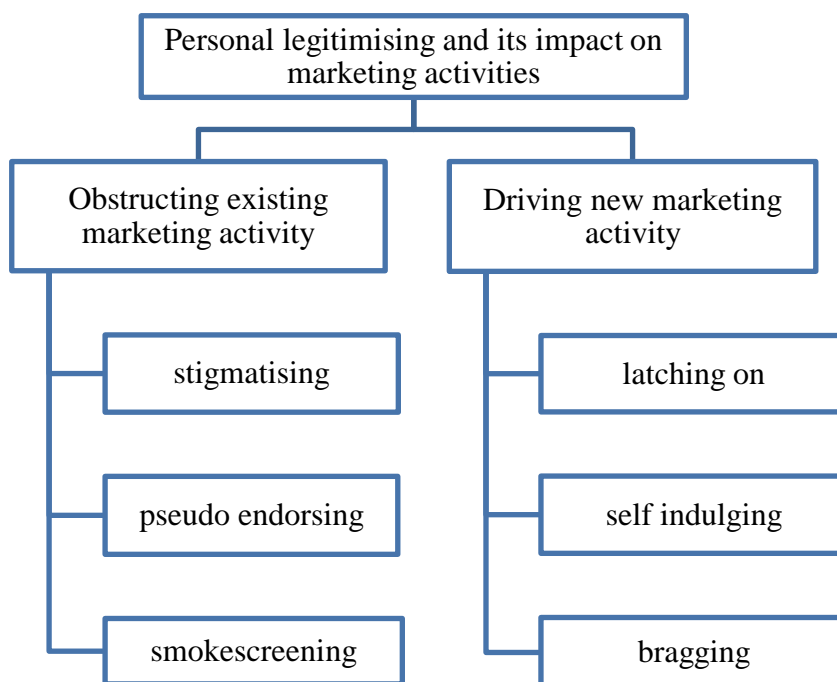 Personal legitimising and its impact on
marketing activities
Obstructing existing
marketing activity
stigmatising
pseudo endorsing
smokescreening
Driving new marketing
activity
latching on
self indulging
bragging